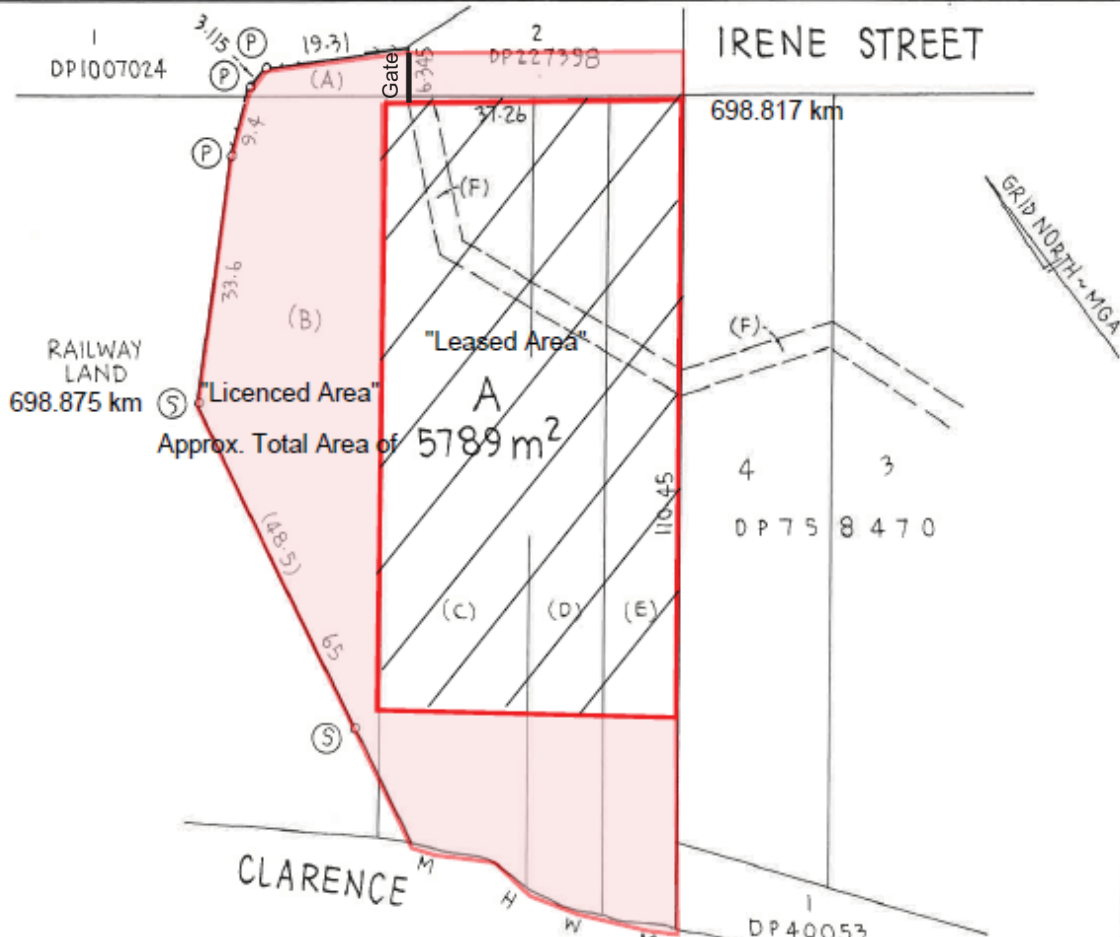 1
DP1007024
3.115
P
19.31
(A)
P
Gate
6.345
2
DP227398
IRENE STREET
37.26
698.817 km
9.4
P
(F)
GRID NORTH ~ MGA
33.6
(B)
RAILWAY
LAND
698.875 km
S
"Licenced Area"
"Leased Area"
A
Approx. Total Area of 5789 m²
(F)
4
3
DP758470
110.45
(48.5)
65
(C)
(D)
(E)
S
CLARENCE
M
H
W
M
1
DP40053